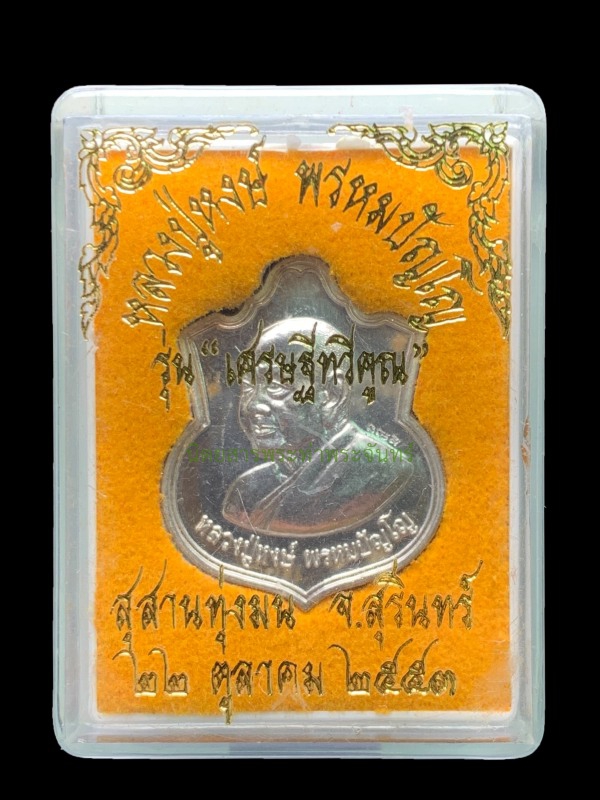 หลวงปู่หงษ์ พรหมปัญโญ
รุ่น “เศรษฐีทวีคูณ”
หลวงปู่หงษ์ พรหมปัญโญ
สุสานทุ่งมน จ.สุรินทร์
๒๒ ตุลาคม ๒๕๕๓